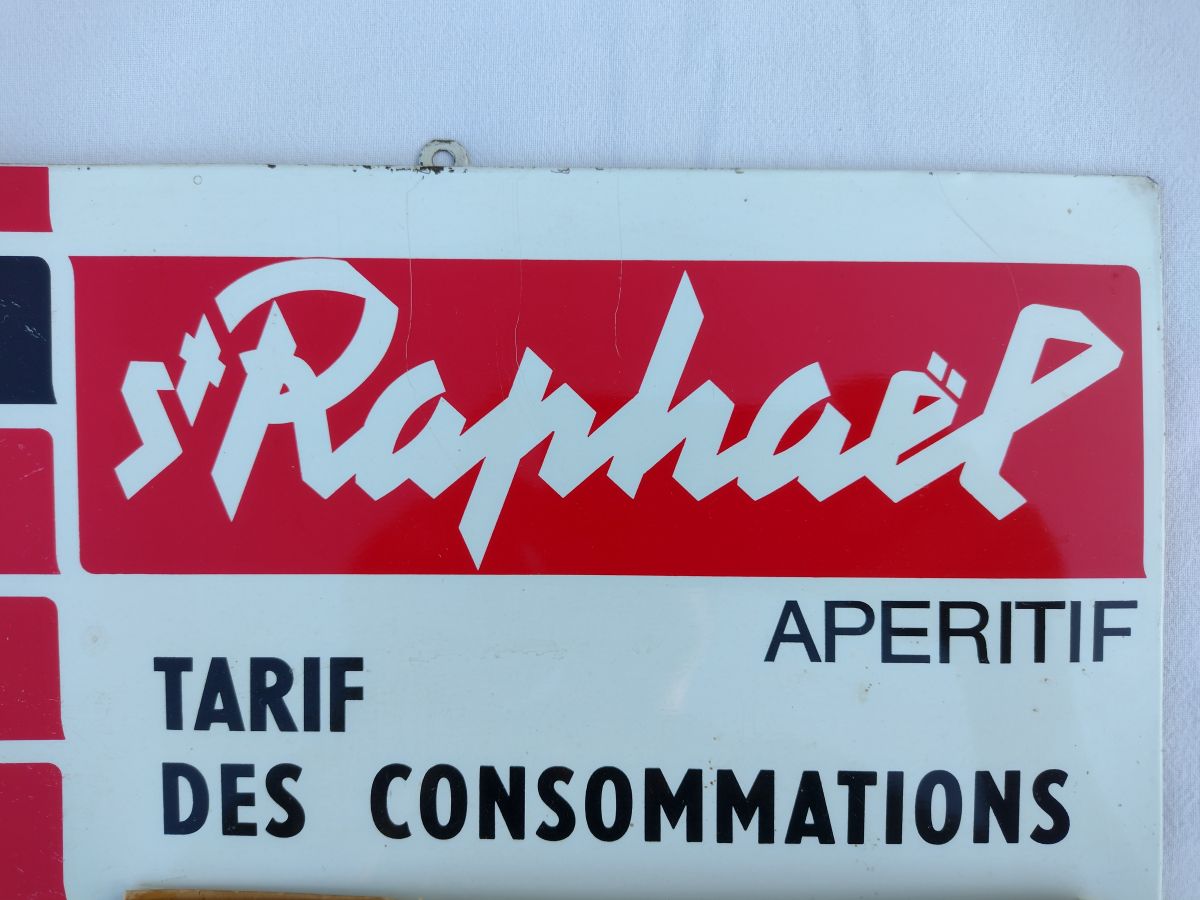 St Raphaël
APERITIF
TARIF
DES CONSOMMATIONS